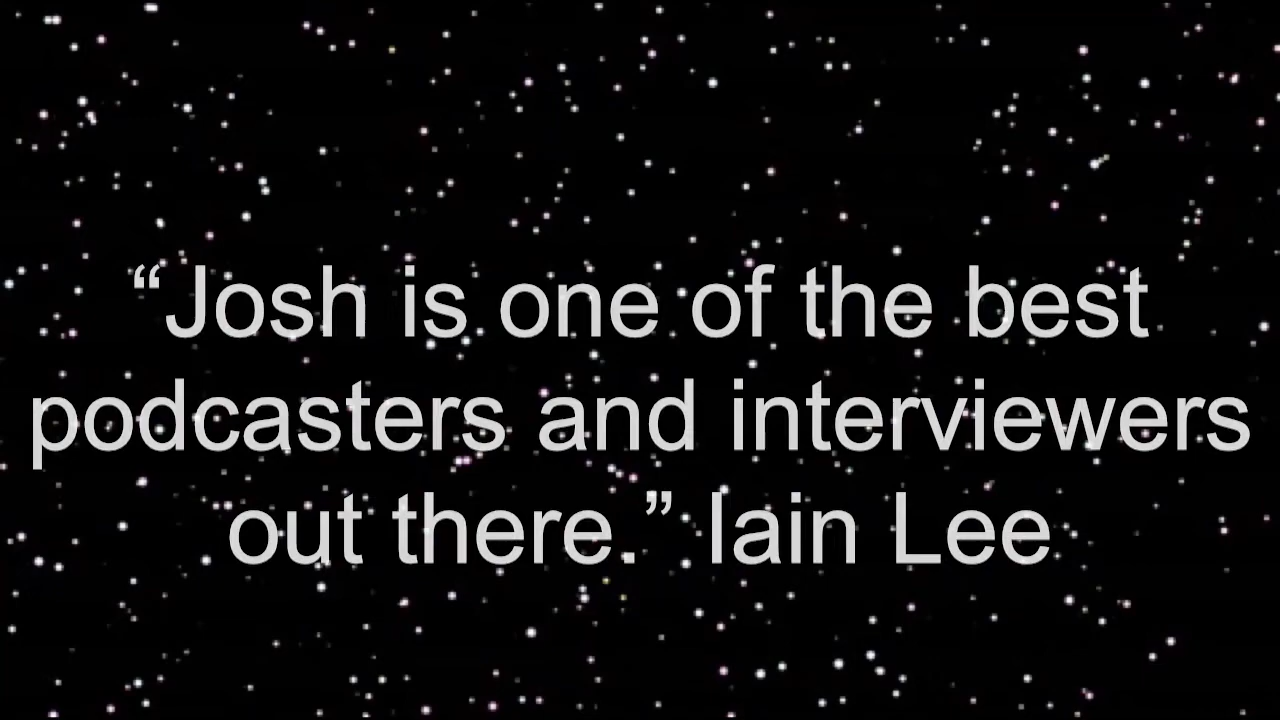 “Josh is one of the best
podcasters and interviewers
out there.” Iain Lee